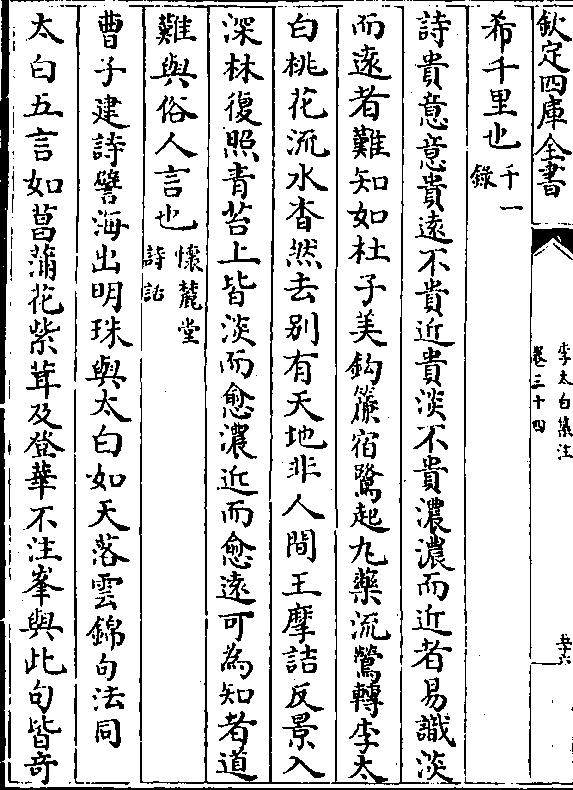 欽定四庫全書
李太白集注
卷三十四
希千里也千一
錄
詩貴意意貴遠不貴近貴淡不貴濃濃而近者易識淡
而遠者難知如杜子美鈎簾宿鷺起丸藥流鶯轉李太
白桃花流水杳然去别有天地非人間王摩詰反景入
深林復照青苔上皆淡而愈濃近而愈遠可為知者道
難與俗人言也懷麓堂
詩話
曹子建詩譬海出明珠與太白如天落雲錦句法同
太白五言如菖蒲花紫茸及登華不注峯與此句皆奇